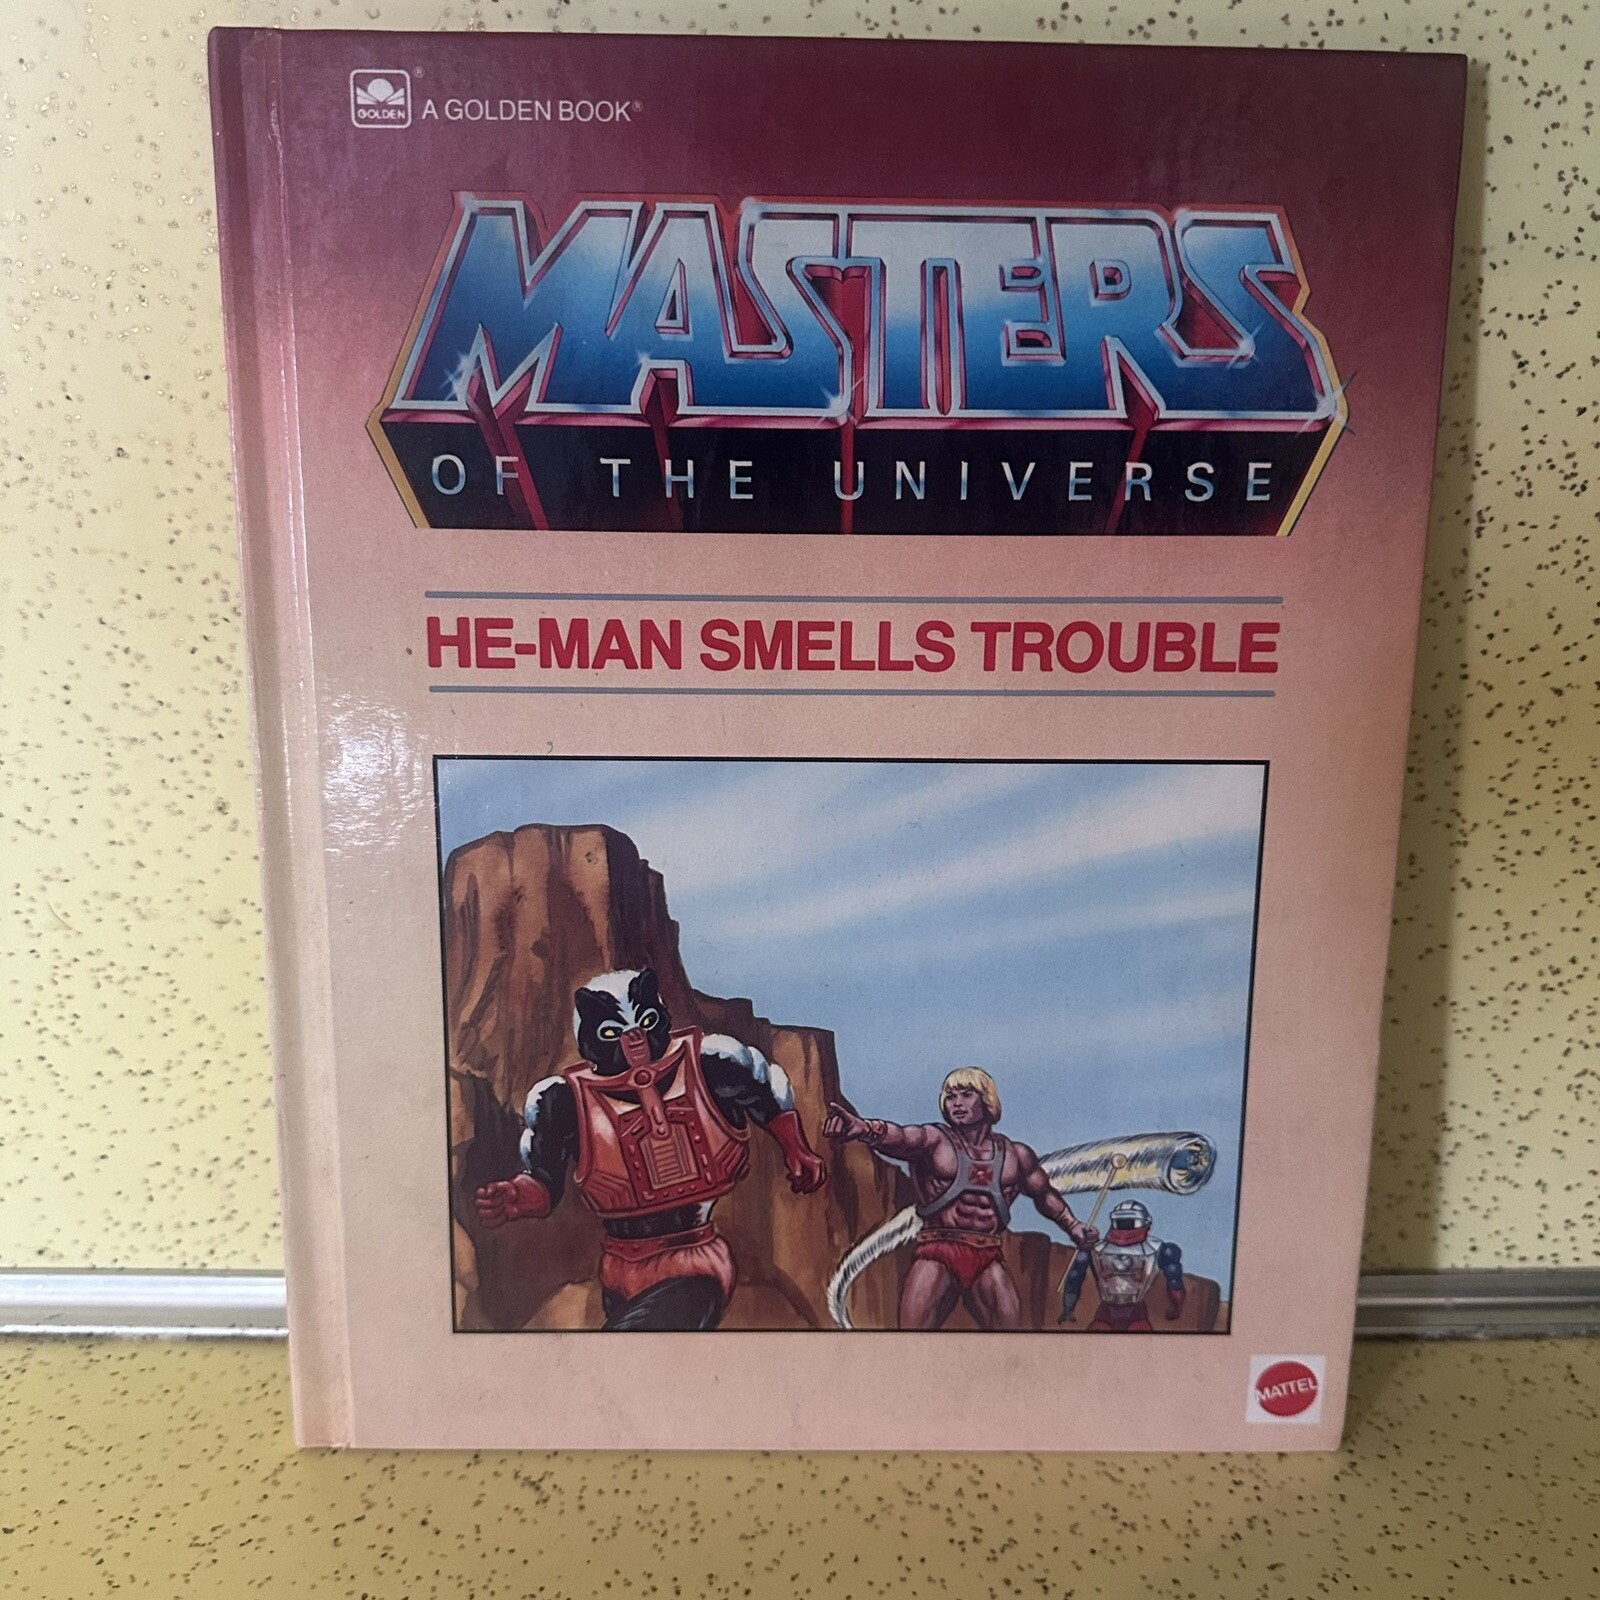 GOLDEN
A GOLDEN BOOK®
MASTERS
OF THE UNIVERSE
HE-MAN SMELLS TROUBLE
MATTEL